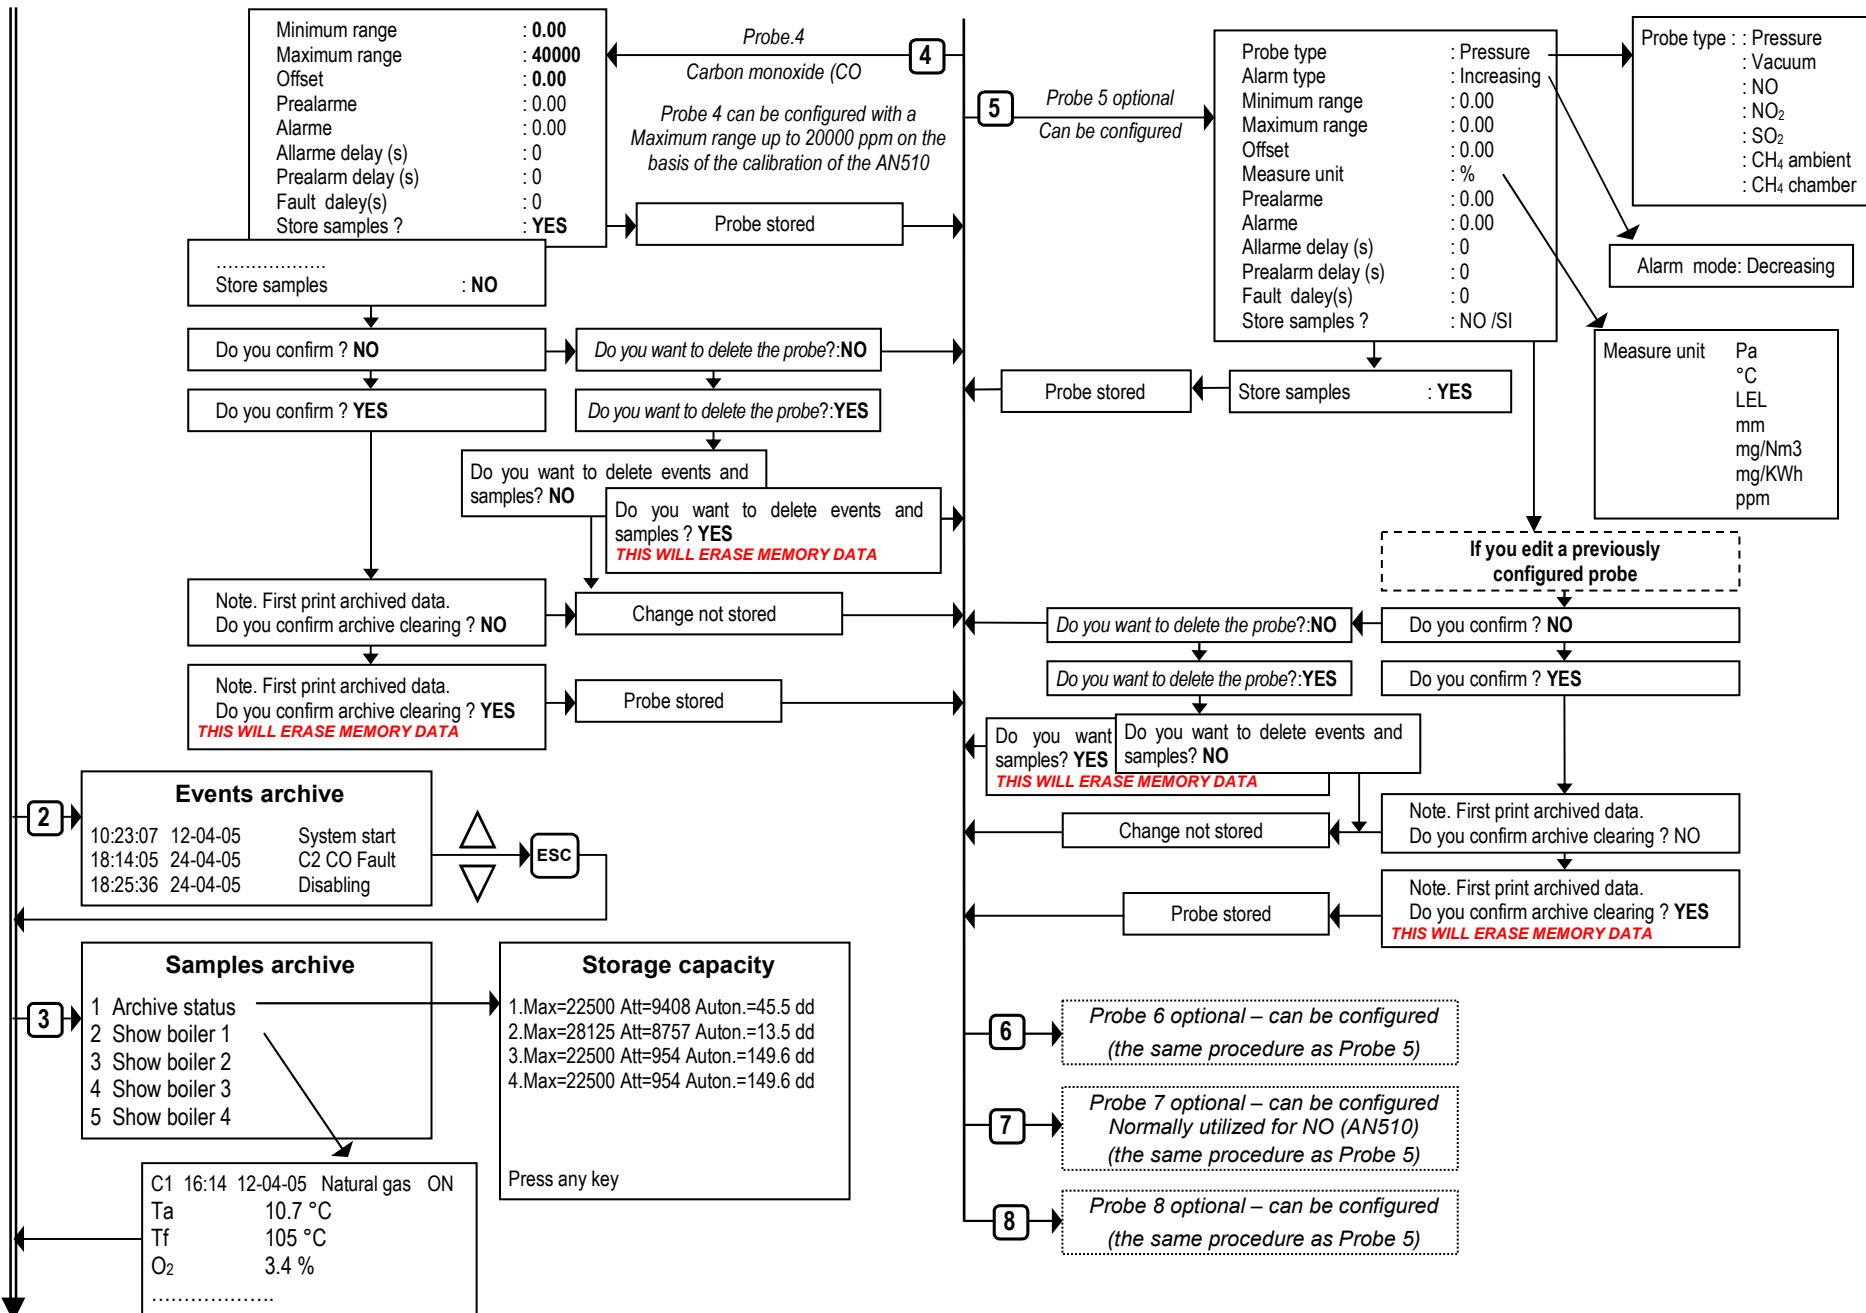 Minimum range : 0.00
Maximum range : 40000
Offset : 0.00
Prealarme : 0.00
Alarme : 0.00
Allarme delay (s) : 0
Prealarm delay (s) : 0
Fault daley(s) : 0
Store samples ? : YES
Probe.4
4
Carbon monoxide (CO
Probe 4 can be configured with a
Maximum range up to 20000 ppm on the
basis of the calibration of the AN510
Probe stored
………………
Store samples : NO
Do you confirm ? NO
Do you want to delete the probe?:NO
Do you confirm ? YES
Do you want to delete the probe?:YES
Do you want to delete events and
samples? NO
Do you want to delete events and
samples ? YES
THIS WILL ERASE MEMORY DATA
Note. First print archived data.
Do you confirm archive clearing ? NO
Change not stored
Note. First print archived data.
Do you confirm archive clearing ? YES
THIS WILL ERASE MEMORY DATA
Probe stored
5
Probe 5 optional
Can be configured
Probe type : Pressure
Alarm type : Increasing
Minimum range : 0.00
Maximum range : 0.00
Offset : 0.00
Measure unit : %
Prealarme : 0.00
Alarme : 0.00
Allarme delay (s) : 0
Prealarm delay (s) : 0
Fault daley(s) : 0
Store samples ? : NO /SI
Probe type : : Pressure
: Vacuum
: NO
: NO₂
: SO₂
: CH₄ ambient
: CH₄ chamber
Alarm mode: Decreasing
Measure unit Pa
°C
LEL
mm
mg/Nm3
mg/KWh
ppm
Store samples : YES
Probe stored
If you edit a previously
configured probe
Do you confirm ? NO
Do you want to delete the probe?:NO
Do you confirm ? YES
Do you want to delete the probe?:YES
Do you want
samples? YES
THIS WILL ERASE MEMORY DATA
Do you want to delete events and
samples? NO
Note. First print archived data.
Do you confirm archive clearing ? NO
Change not stored
Note. First print archived data.
Do you confirm archive clearing ? YES
THIS WILL ERASE MEMORY DATA
Probe stored
2
Events archive
10:23:07 12-04-05 System start
18:14:05 24-04-05 C2 CO Fault
18:25:36 24-04-05 Disabling
ESC
3
Samples archive
1 Archive status
2 Show boiler 1
3 Show boiler 2
4 Show boiler 3
5 Show boiler 4
Storage capacity
1.Max=22500 Att=9408 Auton.=45.5 dd
2.Max=28125 Att=8757 Auton.=13.5 dd
3.Max=22500 Att=954 Auton.=149.6 dd
4.Max=22500 Att=954 Auton.=149.6 dd
Press any key
C1 16:14 12-04-05 Natural gas ON
Ta 10.7 °C
Tf 105 °C
O₂ 3.4 %
………………..
6
Probe 6 optional – can be configured
(the same procedure as Probe 5)
7
Probe 7 optional – can be configured
Normally utilized for NO (AN510)
(the same procedure as Probe 5)
8
Probe 8 optional – can be configured
(the same procedure as Probe 5)